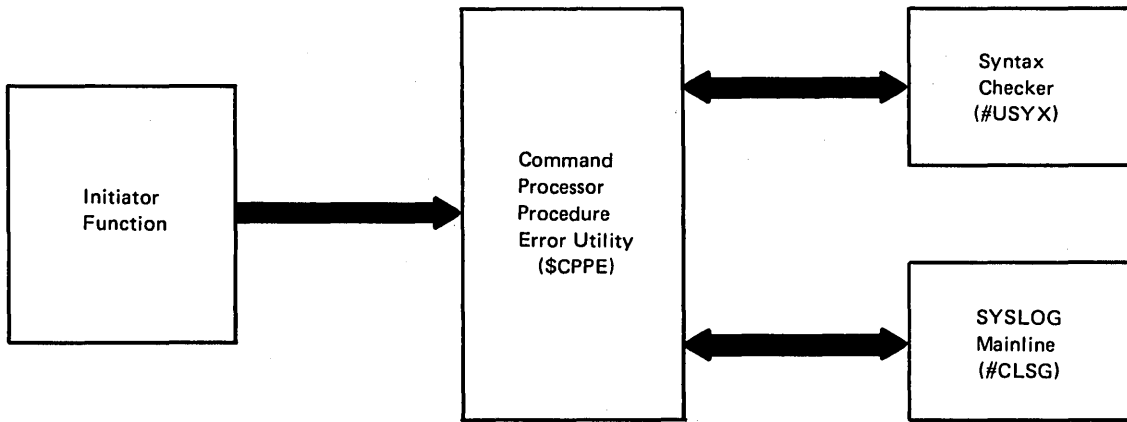 Initiator
Function
Command
Processor
Procedure
Error Utility
($CPPE)
Syntax
Checker
(#USYX)
SYSLOG
Mainline
(#CLSG)